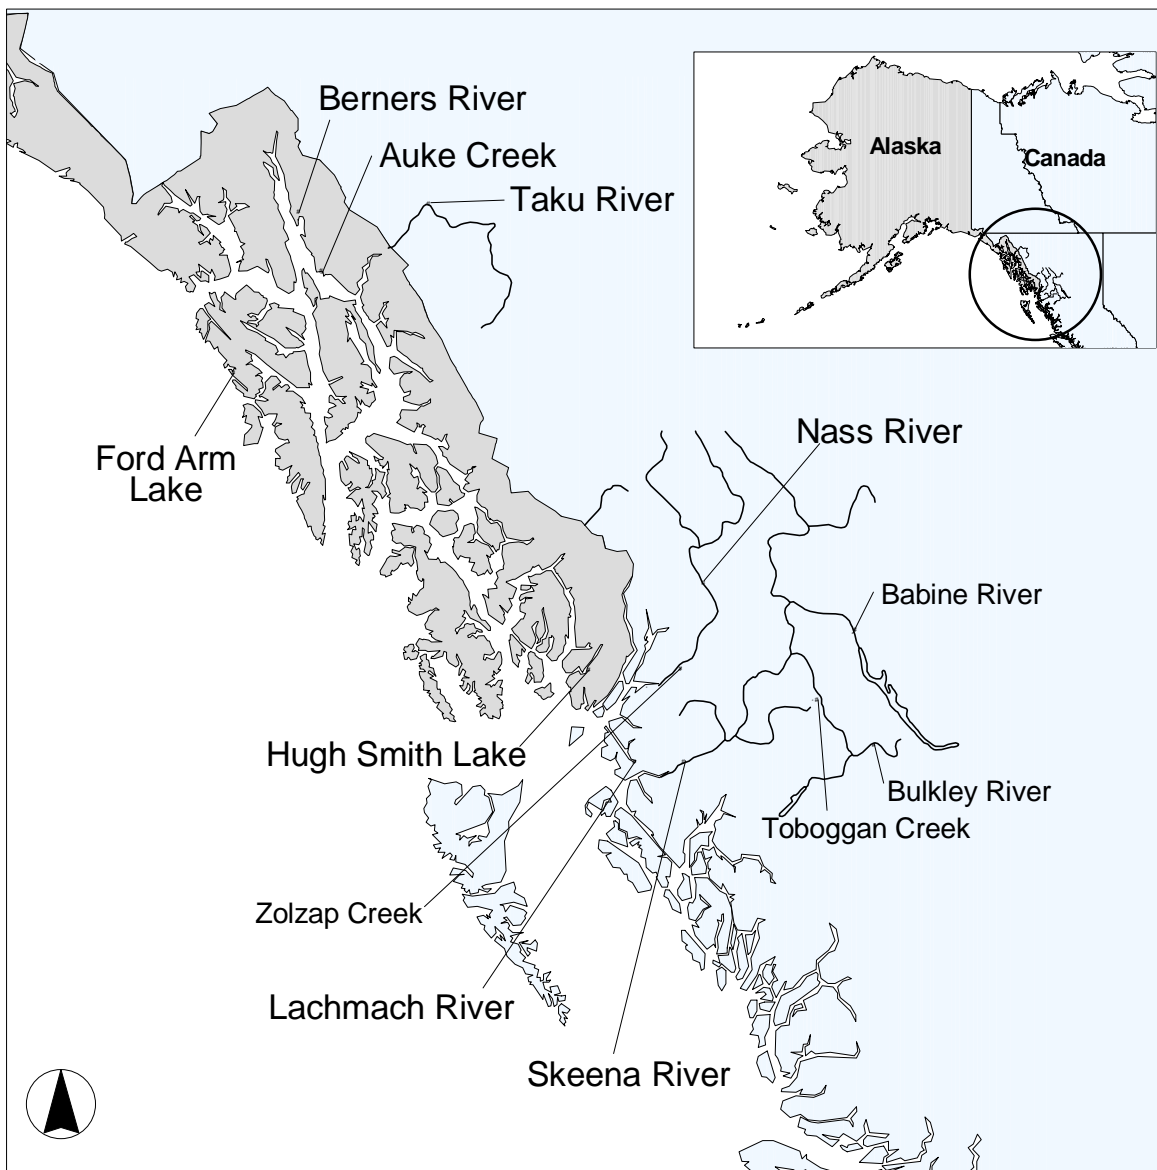 Berners River
Auke Creek
Taku River
Alaska
Canada
Ford Arm
Lake
Nass River
Babine River
Hugh Smith Lake
Bulkley River
Toboggan Creek
Zolzap Creek
Lachmach River
Skeena River